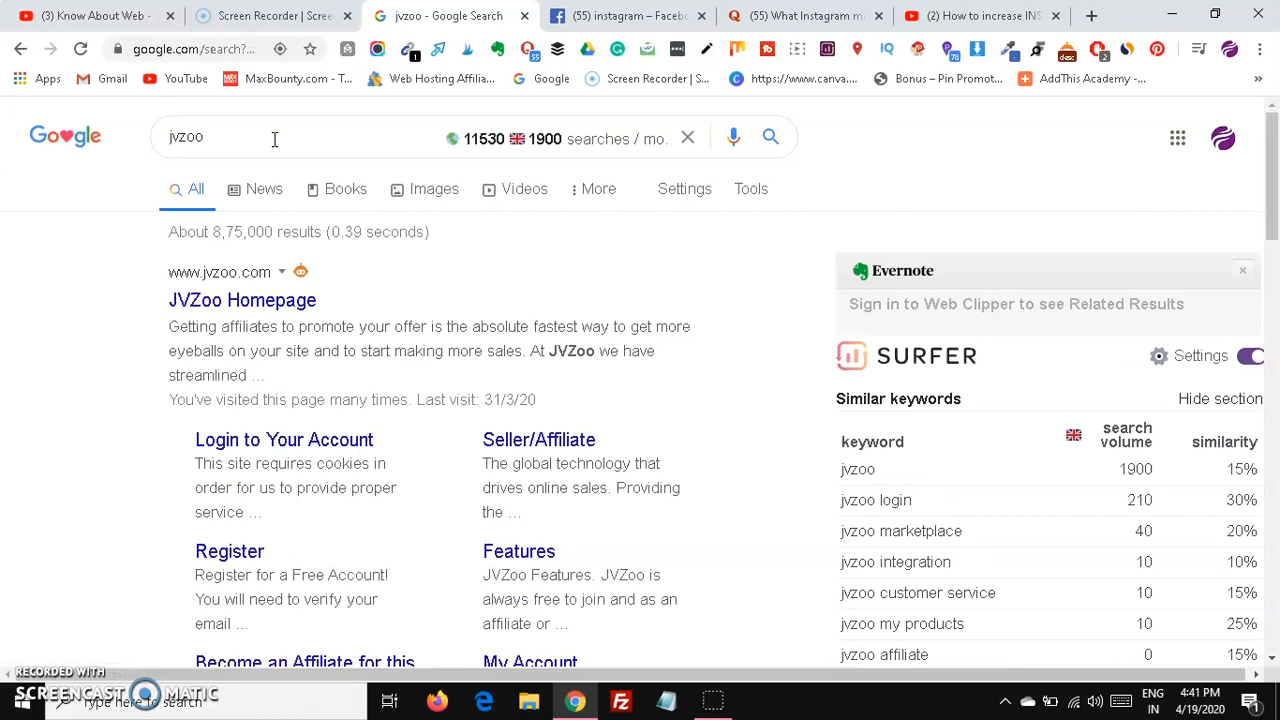 (3) Know About Web -
Screen Recorder | Scree
jvzoo - Google Search
(55) instagram – Faceboo
(55) What Instagram m
(2) How to increase INS
google.com/search?...
1
55
78
desc
2
Apps
Gmail
YouTube
MaxBounty.com - T...
Web Hosting Affilia...
Google
Screen Recorder | S...
https://www.canva....
Bonus – Pin Promot...
AddThis Academy -...
»
jvzoo
11530 1900 searches / mo.
All
News
Books
Images
Videos
More
Settings
Tools
About 8,75,000 results (0.39 seconds)
www.jvzoo.com
JVZoo Homepage
Getting affiliates to promote your offer is the absolute fastest way to get more
eyeballs on your site and to start making more sales. At JVZoo we have
streamlined ...
You've visited this page many times. Last visit: 31/3/20
Login to Your Account
This site requires cookies in
order for us to provide proper
service ...
Seller/Affiliate
The global technology that
drives online sales. Providing
the ...
Register
Register for a Free Account!
You will need to verify your
email ...
Features
JVZoo Features. JVZoo is
always free to join and as an
affiliate or ...
Become an Affiliate for this
My Account
Evernote
Sign in to Web Clipper to see Related Results
SURFER
Settings
Similar keywords
Hide section
keyword
search volume
similarity
jvzoo 1900 15%
jvzoo login 210 30%
jvzoo marketplace 40 20%
jvzoo integration 10 10%
jvzoo customer service 10 15%
jvzoo my products 10 25%
jvzoo affiliate 0 15%
RECORDED WITH
SCREENCAST MATIC
Type here to search
ENG
IN
4:41 PM
4/19/2020
1